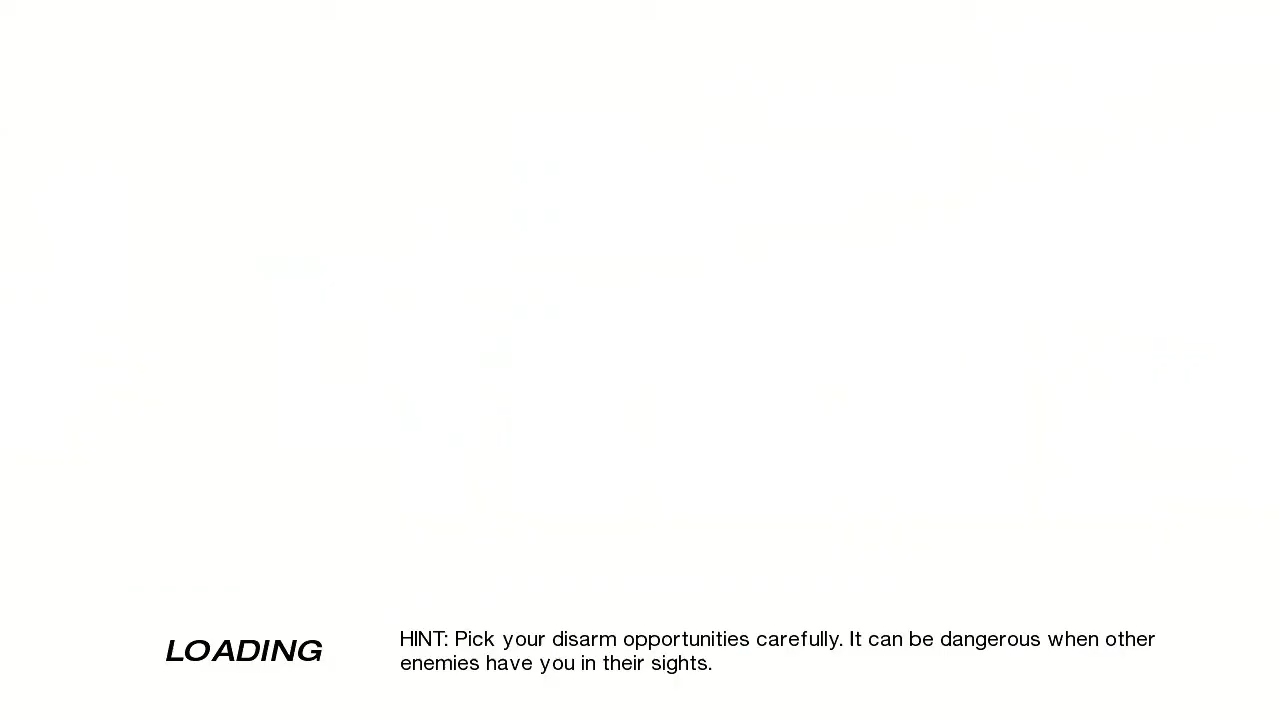 LOADING
HINT: Pick your disarm opportunities carefully. It can be dangerous when other
enemies have you in their sights.